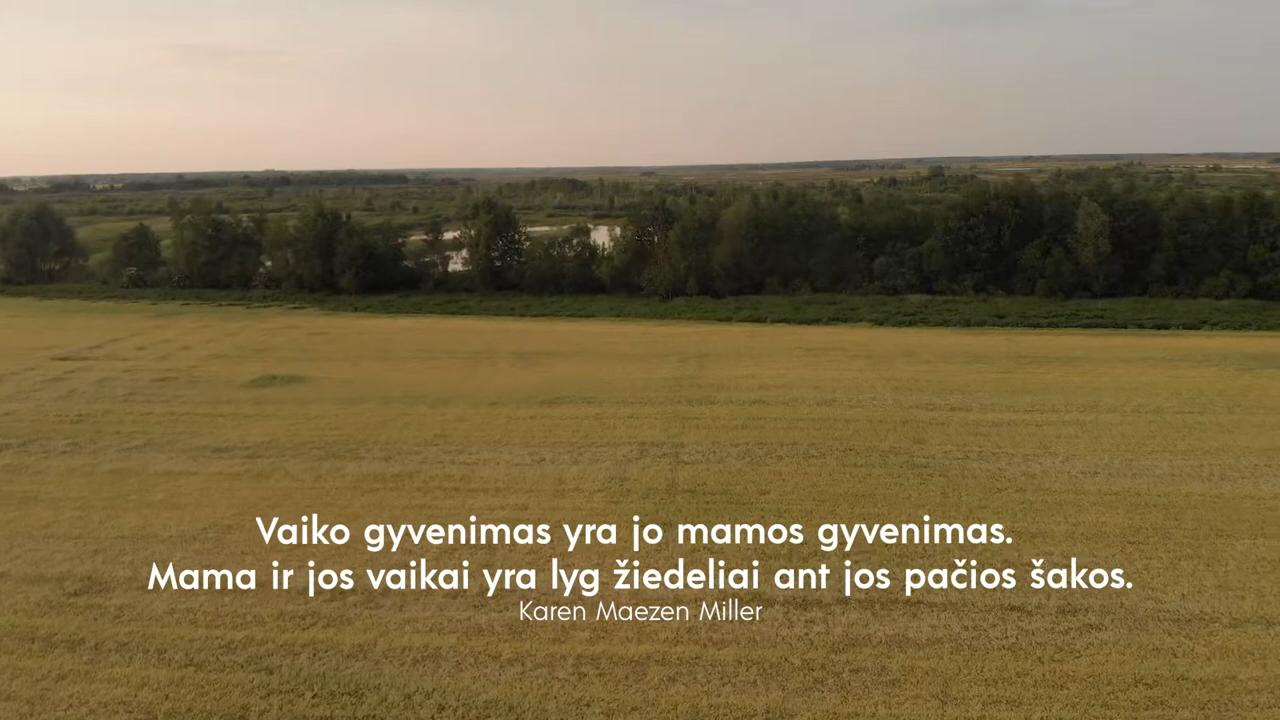 Vaiko gyvenimas yra jo mamos gyvenimas.
Mama ir jos vaikai yra lyg žiedeliai ant jos pačios šakos.
Karen Maezen Miller